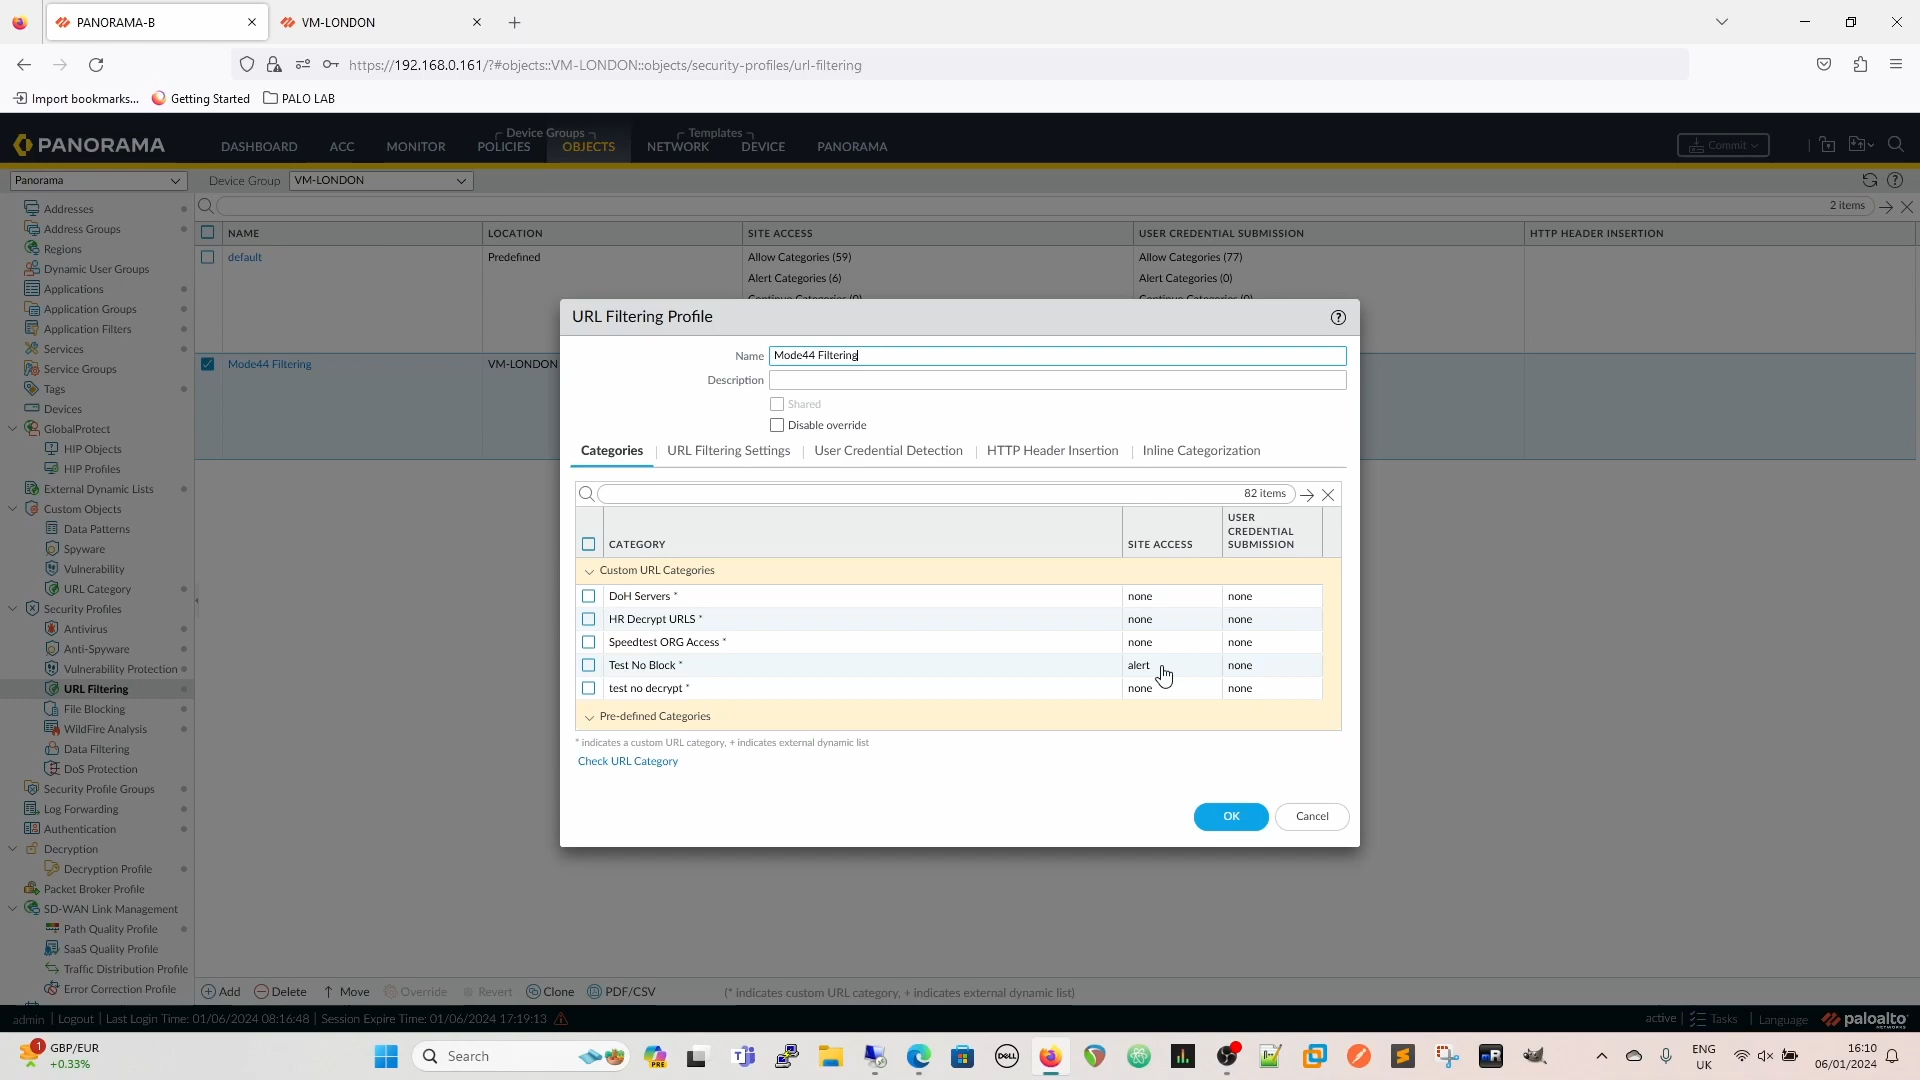 PANORAMA-B
VM-LONDON
https://192.168.0.161/?#objects::VM-LONDON::objects/security-profiles/url-filtering
Import bookmarks...
Getting Started
PALO LAB
PANORAMA
DASHBOARD
ACC
MONITOR
Device Groups
POLICIES
OBJECTS
Templates
NETWORK
DEVICE
PANORAMA
Commit
Panorama
Device Group
VM-LONDON
Addresses
Address Groups
Regions
Dynamic User Groups
Applications
Application Groups
Application Filters
Services
Service Groups
Tags
Devices
GlobalProtect
HIP Objects
HIP Profiles
External Dynamic Lists
Custom Objects
Data Patterns
Spyware
Vulnerability
URL Category
Security Profiles
Antivirus
Anti-Spyware
Vulnerability Protection
URL Filtering
File Blocking
WildFire Analysis
Data Filtering
DoS Protection
Security Profile Groups
Log Forwarding
Authentication
Decryption
Decryption Profile
Packet Broker Profile
SD-WAN Link Management
Path Quality Profile
SaaS Quality Profile
Traffic Distribution Profile
Error Correction Profile
2 items
NAME
LOCATION
SITE ACCESS
USER CREDENTIAL SUBMISSION
HTTP HEADER INSERTION
default
Predefined
Allow Categories (59)
Allow Categories (77)
Alert Categories (6)
Alert Categories (0)
Continue Categories (0)
Continue Categories (0)
Mode44 Filtering
VM-LONDON
URL Filtering Profile
Name
Mode44 Filtering
Description
Shared
Disable override
Categories
URL Filtering Settings
User Credential Detection
HTTP Header Insertion
Inline Categorization
82 items
CATEGORY
SITE ACCESS
USER
CREDENTIAL
SUBMISSION
Custom URL Categories
DoH Servers * none none
HR Decrypt URLS * none none
Speedtest ORG Access * none none
Test No Block * alert none
test no decrypt * none none
Pre-defined Categories
* indicates a custom URL category, + indicates external dynamic list
Check URL Category
OK
Cancel
Add
Delete
Move
Override
Revert
Clone
PDF/CSV
(* indicates custom URL category, + indicates external dynamic list)
admin | Logout | Last Login Time: 01/06/2024 08:16:48 | Session Expire Time: 01/06/2024 17:19:13
active
Tasks
Language
paloalto
NETWORKS
1
GBP/EUR
+0.33%
Search
PRE
DELL
mR
ENG
UK
16:10
06/01/2024